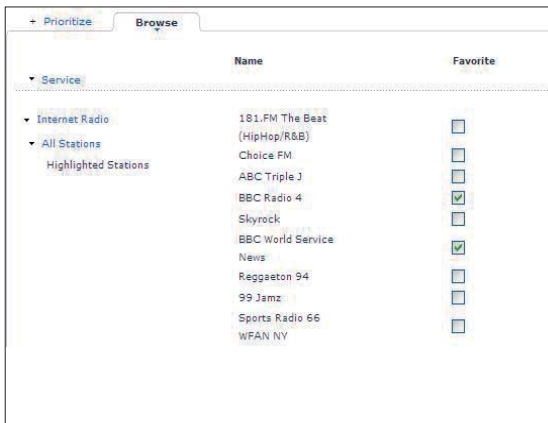 + Prioritize
Browse
Name
Favorite
Service
Internet Radio
All Stations
Highlighted Stations
181.FM The Beat
(HipHop/R&B)
Choice FM
ABC Triple J
BBC Radio 4
Skyrock
BBC World Service
News
Reggaeton 94
99 Jamz
Sports Radio 66
WFAN NY